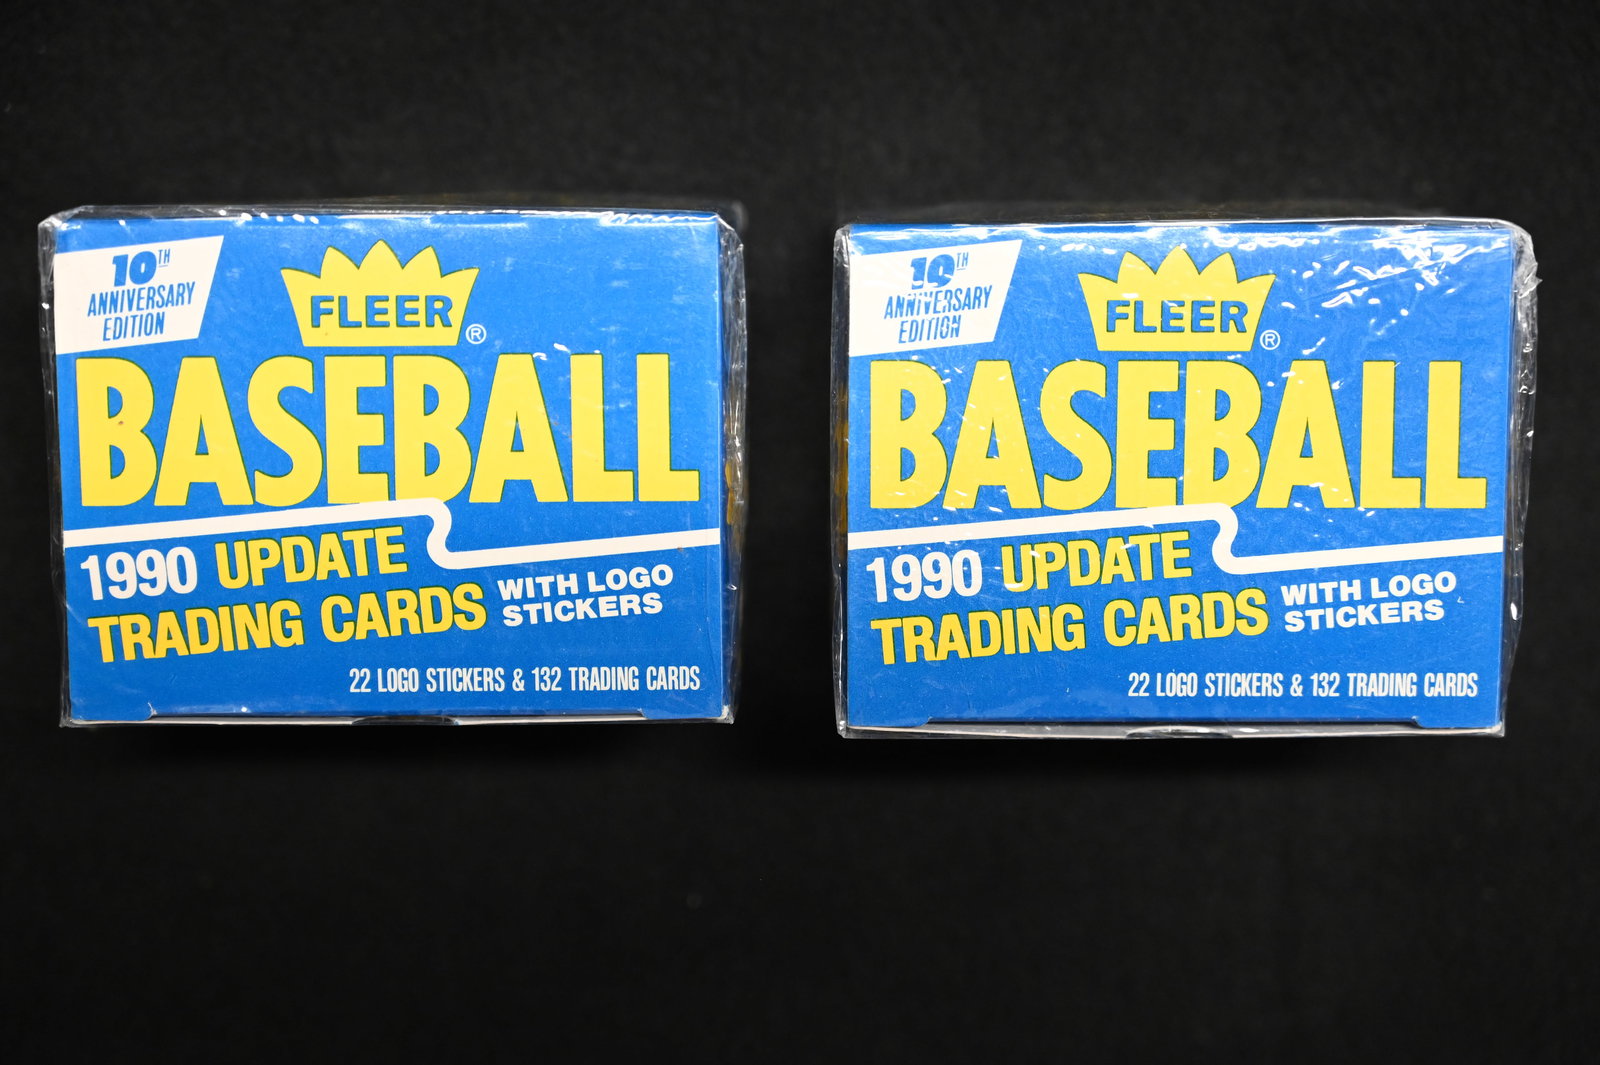 10TH
ANNIVERSARY
EDITION
FLEER®
BASEBALL
1990 UPDATE
TRADING CARDS
WITH LOGO
STICKERS
22 LOGO STICKERS & 132 TRADING CARDS
10TH
ANNIVERSARY
EDITION
FLEER®
BASEBALL
1990 UPDATE
TRADING CARDS
WITH LOGO
STICKERS
22 LOGO STICKERS & 132 TRADING CARDS